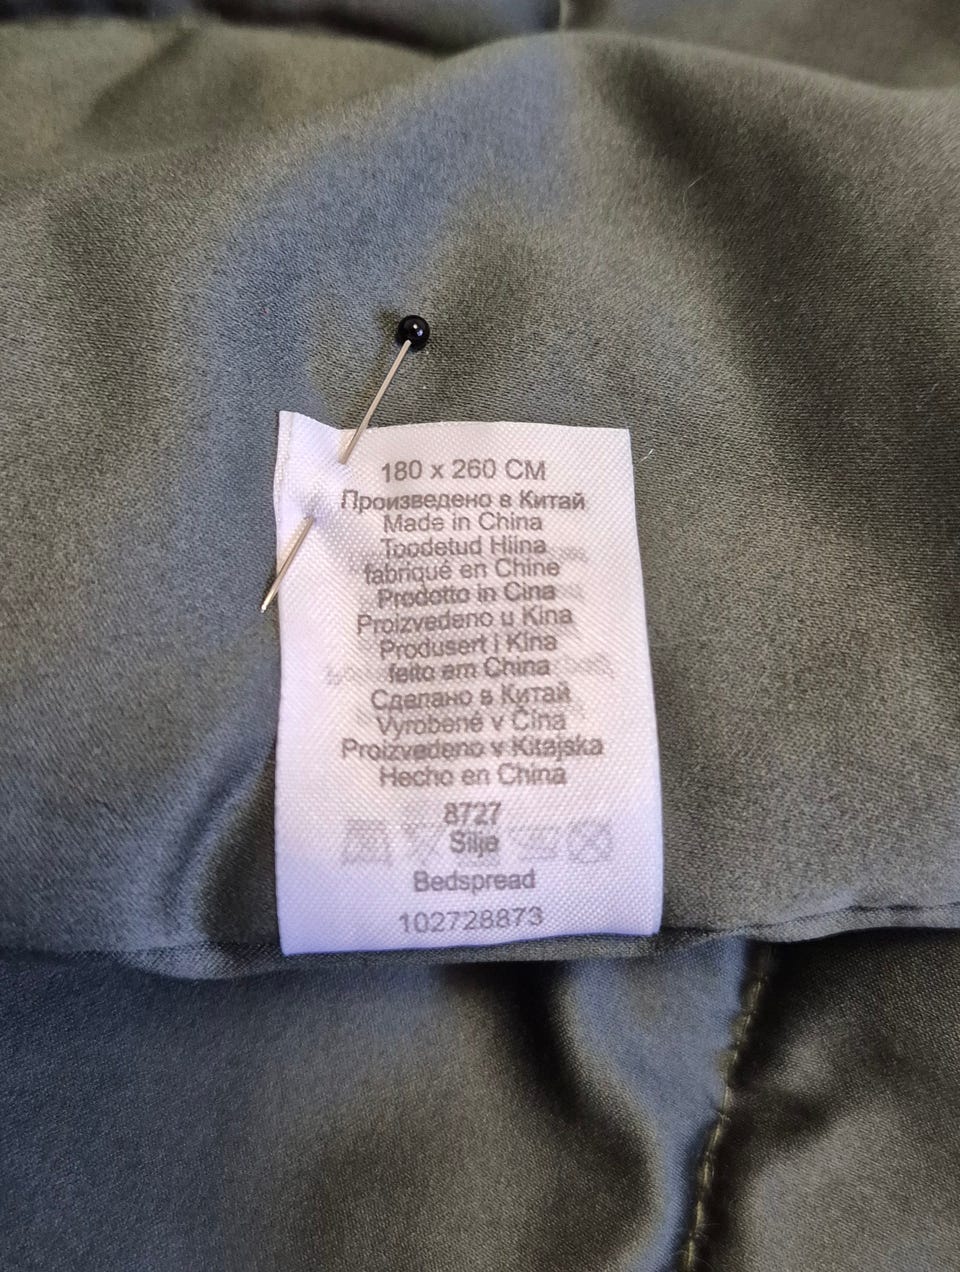 180 x 260 CM
Произведено в Китай
Made in China
Toodetud Hiina
fabriqué en Chine
Prodotto in Cina
Proizvedeno u Kina
Produsert i Kina
feito em China
Сделано в Китай
Vyrobené v Čína
Proizvedeno v Kitajska
Hecho en China
8727
Silje
Bedspread
102728873